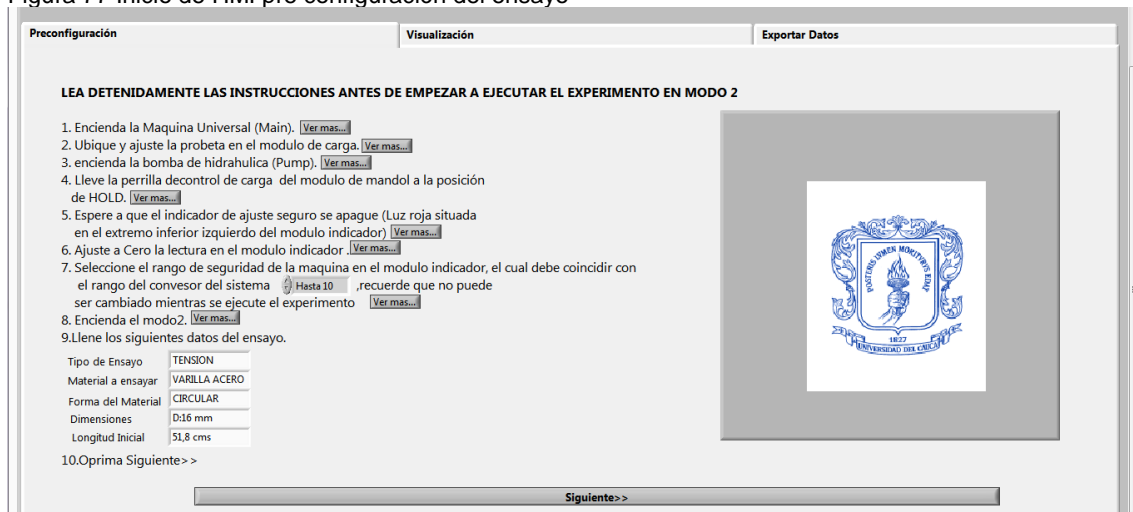 Figura 77 Inicio de HMI pre configuración del ensayo
Preconfiguración
Visualización
Exportar Datos
LEA DETENIDAMENTE LAS INSTRUCCIONES ANTES DE EMPEZAR A EJECUTAR EL EXPERIMENTO EN MODO 2
1. Encienda la Maquina Universal (Main). Ver mas...
2. Ubique y ajuste la probeta en el modulo de carga. Ver mas...
3. encienda la bomba de hidrahulica (Pump). Ver mas...
4. Lleve la perrilla decontrol de carga del modulo de mandol a la posición
de HOLD. Ver mas...
5. Espere a que el indicador de ajuste seguro se apague (Luz roja situada
en el extremo inferior izquierdo del modulo indicador) Ver mas...
6. Ajuste a Cero la lectura en el modulo indicador . Ver mas...
7. Seleccione el rango de seguridad de la maquina en el modulo indicador, el cual debe coincidir con
el rango del convesor del sistema Hasta 10 ,recuerde que no puede
ser cambiado mientras se ejecute el experimento Ver mas...
8. Encienda el modo2. Ver mas...
9.Llene los siguientes datos del ensayo.
Tipo de Ensayo TENSION
Material a ensayar VARILLA ACERO
Forma del Material CIRCULAR
Dimensiones D:16 mm
Longitud Inicial 51,8 cms
10.Oprima Siguiente>>
Siguiente>>
POSTERIS LVMEN MORITVRVS EDAT
1827
UNIVERSIDAD DEL CAUCA